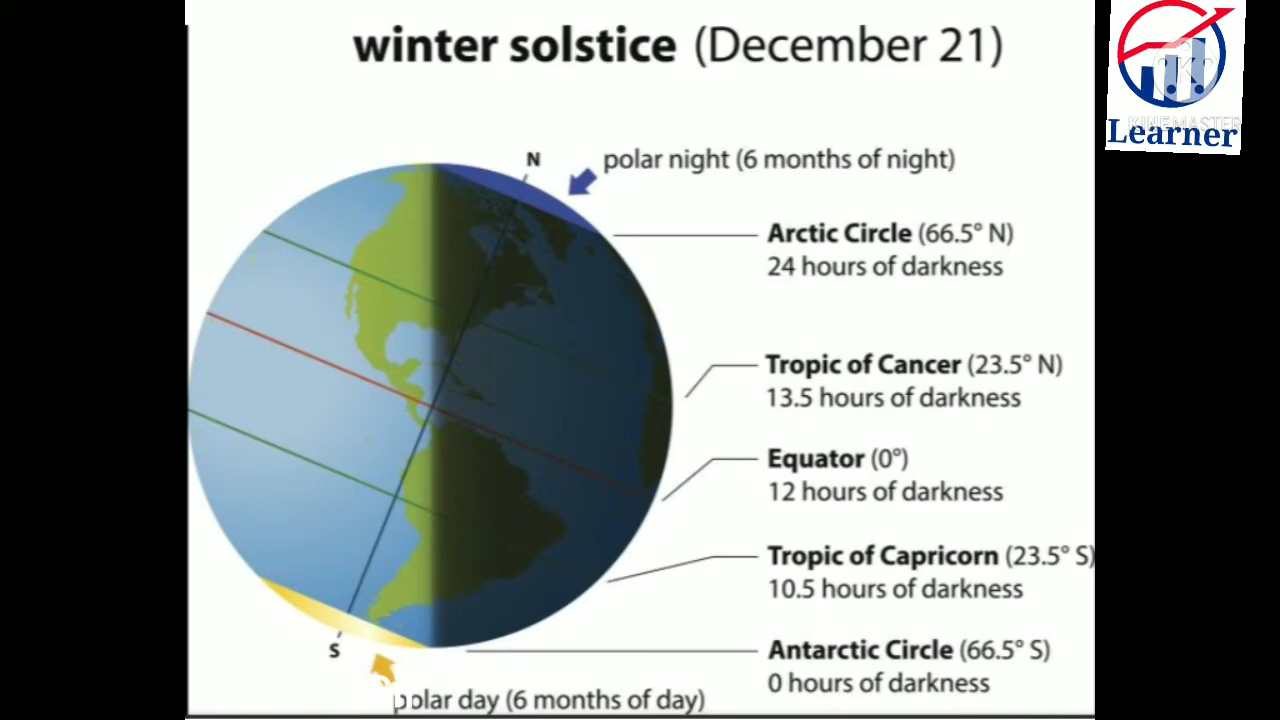 winter solstice (December 21)
KINEMASTER
Learner
N
polar night (6 months of night)
Arctic Circle (66.5° N)
24 hours of darkness
Tropic of Cancer (23.5° N)
13.5 hours of darkness
Equator (0°)
12 hours of darkness
Tropic of Capricorn (23.5° S)
10.5 hours of darkness
S
Antarctic Circle (66.5° S)
0 hours of darkness
polar day (6 months of day)